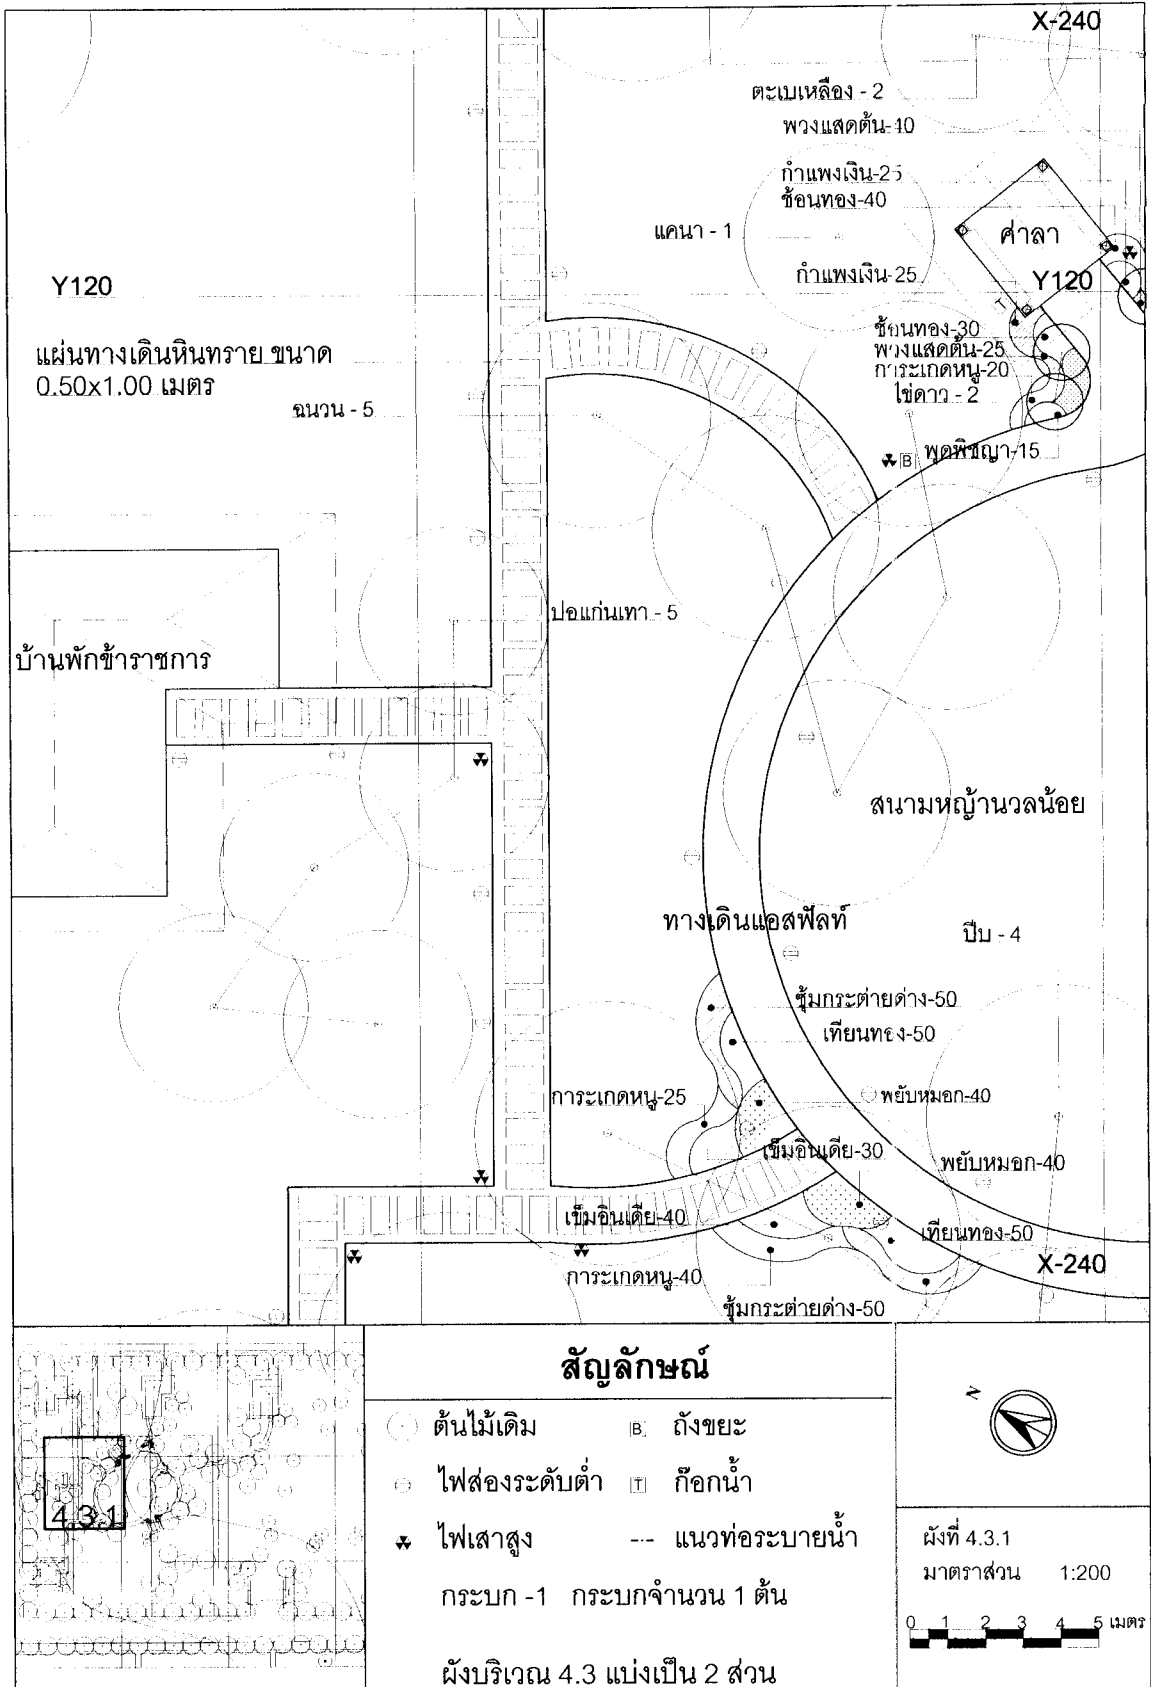 X-240
ตะเบเหลือง - 2
พวงแสดต้น-10
กำแพงเงิน-25
ช้อนทอง-40
แคนา - 1
ศาลา
กำแพงเงิน-25
Y120
Y120
ช้อนทอง-30
แผ่นทางเดินหินทราย ขนาด
0.50x1.00 เมตร
พวงแสดต้น-25
การะเกดหนู-20
ไข่ดาว - 2
ฉนวน - 5
B
พุดพิชญา-15
T
ปอแก่นเทา - 5
บ้านพักข้าราชการ
สนามหญ้านวลน้อย
ทางเดินแอสฟัลท์
ปีบ - 4
ซุ้มกระต่ายด่าง-50
เทียนทอง-50
การะเกดหนู-25
พยับหมอก-40
เข็มอินเดีย-30
พยับหมอก-40
เข็มอินเดีย-40
เทียนทอง-50
X-240
การะเกดหนู-40
ซุ้มกระต่ายด่าง-50
4.3.1
สัญลักษณ์
ต้นไม้เดิม
B ถังขยะ
ไฟส่องระดับต่ำ
T ก๊อกน้ำ
ไฟเสาสูง
--- แนวท่อระบายน้ำ
กระบก -1 กระบกจำนวน 1 ต้น
ผังบริเวณ 4.3 แบ่งเป็น 2 ส่วน
N
ผังที่ 4.3.1
มาตราส่วน 1:200
0 1 2 3 4 5 เมตร